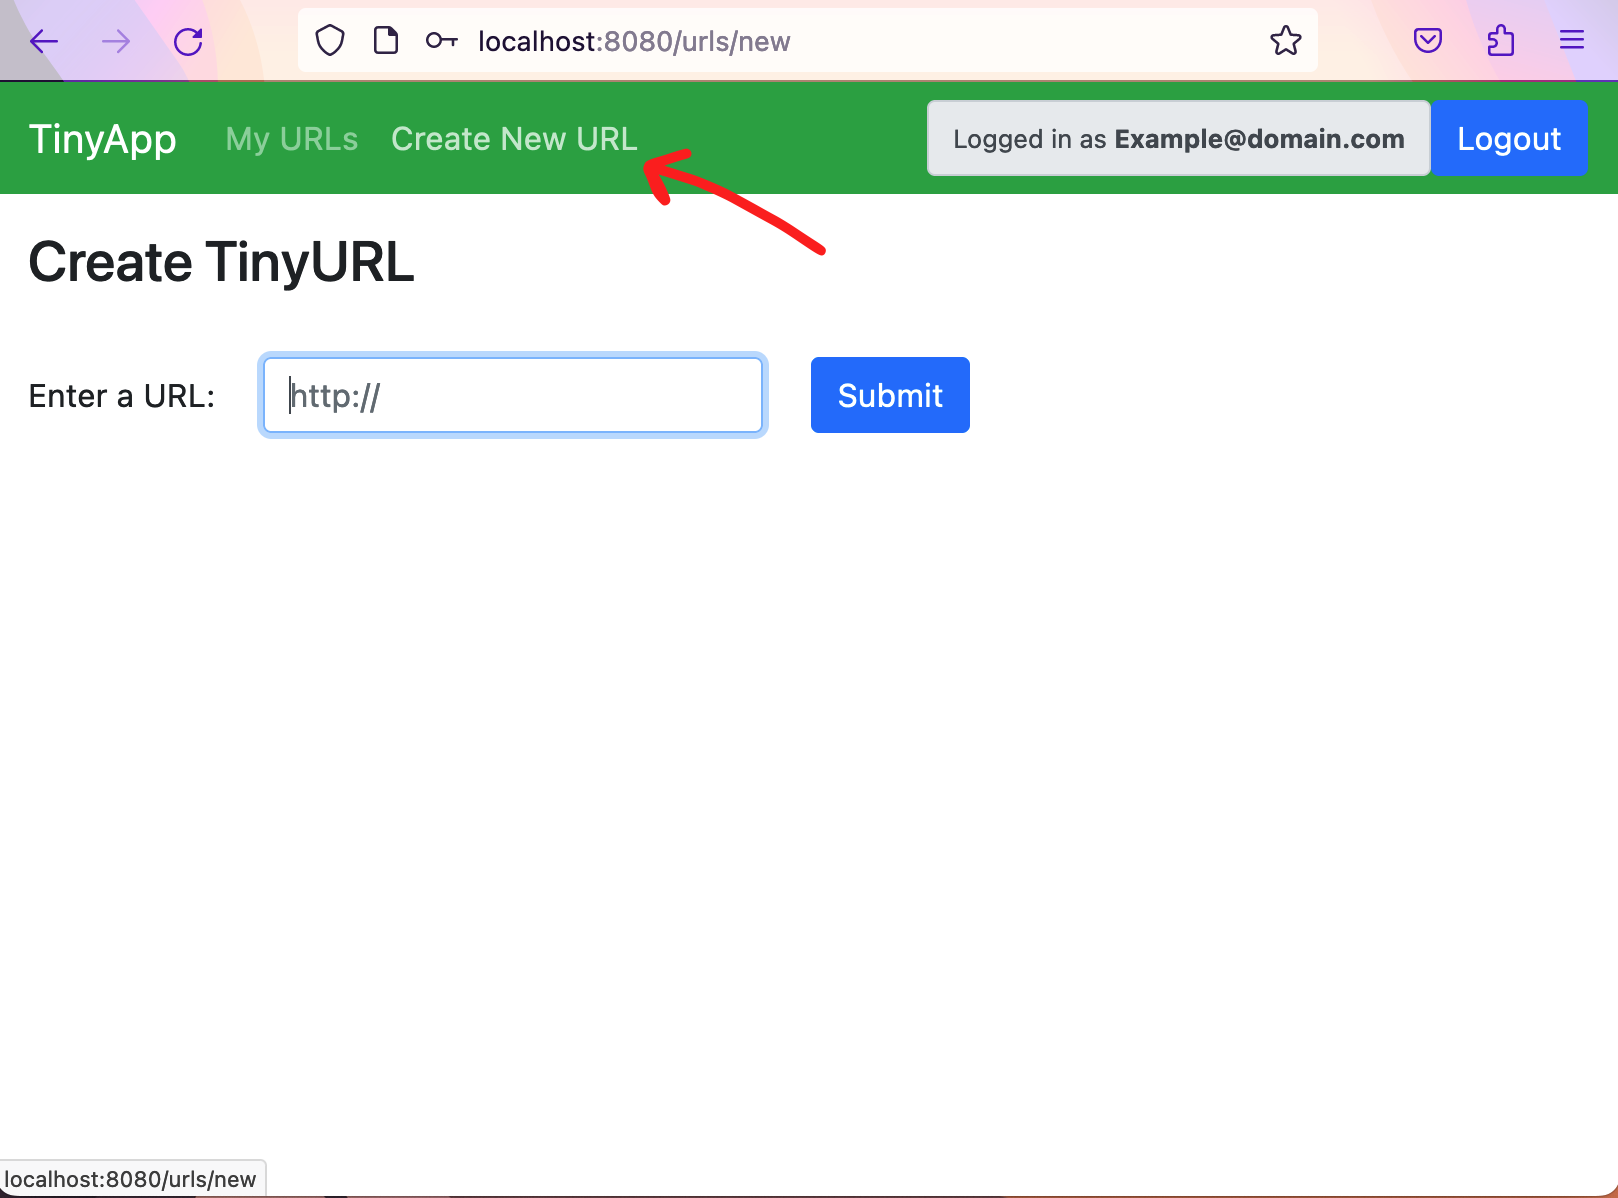 localhost:8080/urls/new
TinyApp My URLs Create New URL Logged in as Example@domain.com Logout
Create TinyURL
Enter a URL: http:// Submit
localhost:8080/urls/new